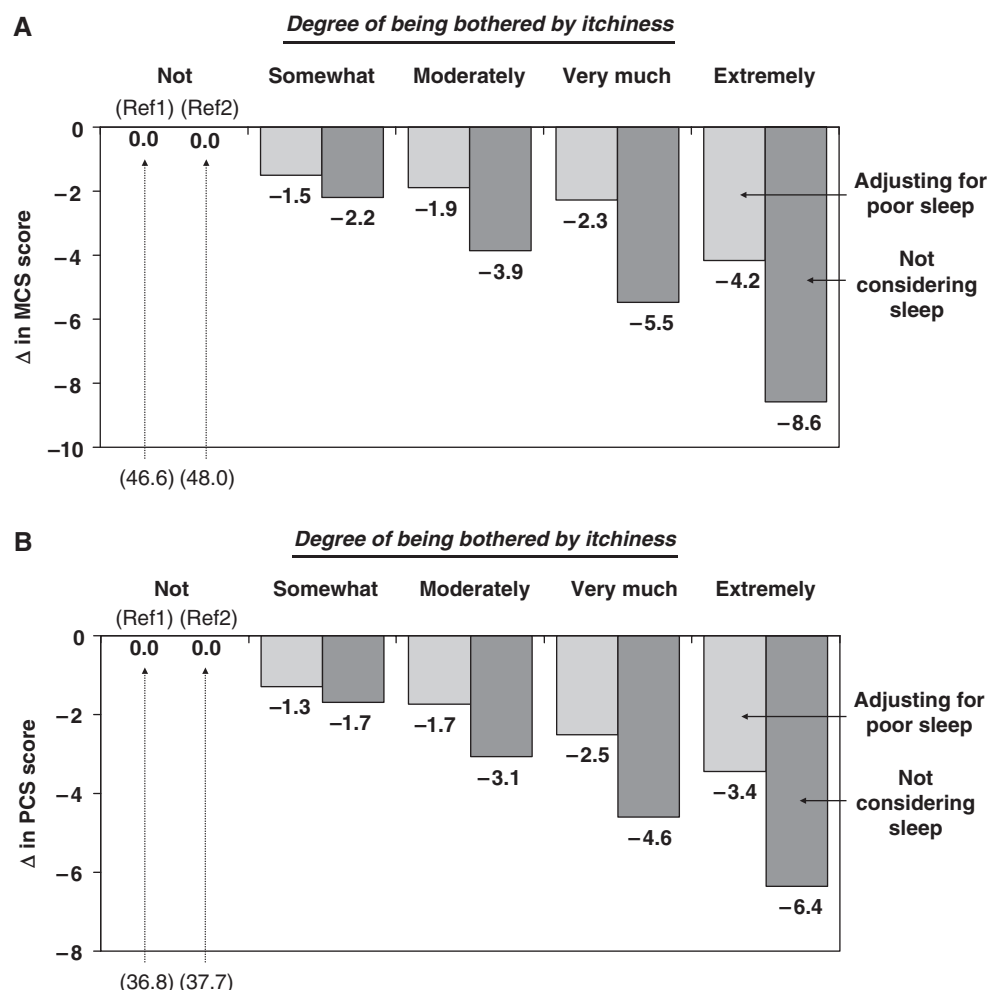 A
Degree of being bothered by itchiness
Not Somewhat Moderately Very much Extremely
(Ref1) (Ref2)
0
0.0 0.0
−1.5
−2.2
−1.9
−3.9
−2.3
−5.5
−4.2
−8.6
Adjusting for
poor sleep
Not
considering
sleep
−2
−4
−6
−8
−10
Δ in MCS score
(46.6) (48.0)
B
Degree of being bothered by itchiness
Not Somewhat Moderately Very much Extremely
(Ref1) (Ref2)
0
0.0 0.0
−1.3
−1.7
−1.7
−3.1
−2.5
−4.6
−3.4
−6.4
Adjusting for
poor sleep
Not
considering
sleep
−2
−4
−6
−8
Δ in PCS score
(36.8) (37.7)